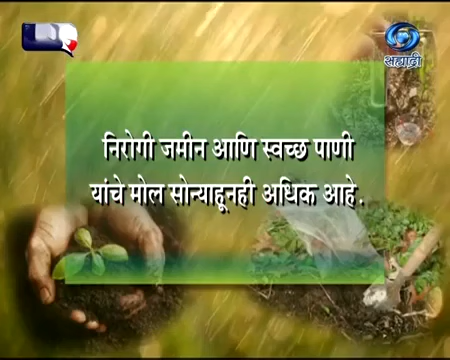 सह्याद्री
निरोगी जमीन आणि स्वच्छ पाणी
यांचे मोल सोन्याहूनही अधिक आहे.